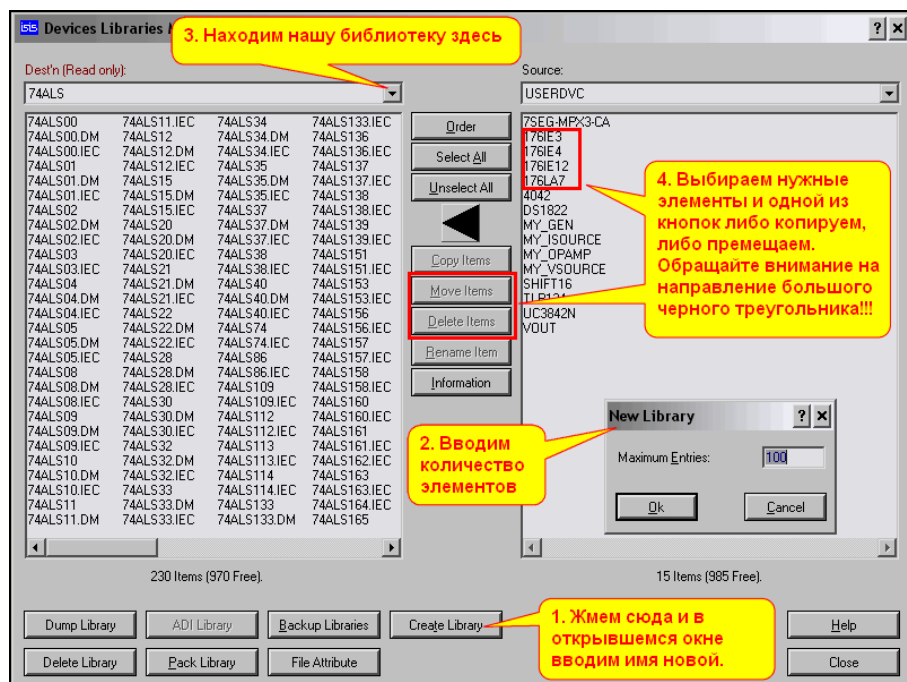 isis Devices Libraries M
3. Находим нашу библиотеку здесь
Dest'n (Read only):
Source:
74ALS
USERDVC
74ALS00 74ALS11.IEC 74ALS34 74ALS133.IEC
74ALS00.DM 74ALS12 74ALS34.DM 74ALS136
74ALS00.IEC 74ALS12.DM 74ALS34.IEC 74ALS136.IEC
74ALS01 74ALS12.IEC 74ALS35 74ALS137
74ALS01.DM 74ALS15 74ALS35.DM 74ALS137.IEC
74ALS01.IEC 74ALS15.DM 74ALS35.IEC 74ALS138
74ALS02 74ALS15.IEC 74ALS37 74ALS138.IEC
74ALS02.DM 74ALS20 74ALS37.DM 74ALS139
74ALS02.IEC 74ALS20.DM 74ALS37.IEC 74ALS139.IEC
74ALS03 74ALS20.IEC 74ALS38 74ALS151
74ALS03.IEC 74ALS21 74ALS38.IEC 74ALS151.IEC
74ALS04 74ALS21.DM 74ALS40 74ALS153
74ALS04.DM 74ALS21.IEC 74ALS40.DM 74ALS153.IEC
74ALS04.IEC 74ALS22 74ALS40.IEC 74ALS156
74ALS05 74ALS22.DM 74ALS74 74ALS156.IEC
74ALS05.DM 74ALS22.IEC 74ALS74.IEC 74ALS157
74ALS05.IEC 74ALS28 74ALS86 74ALS157.IEC
74ALS08 74ALS28.DM 74ALS86.IEC 74ALS158
74ALS08.DM 74ALS28.IEC 74ALS109 74ALS158.IEC
74ALS08.IEC 74ALS30 74ALS109.IEC 74ALS160
74ALS09 74ALS30.DM 74ALS112 74ALS160.IEC
74ALS09.DM 74ALS30.IEC 74ALS112.IEC 74ALS161
74ALS09.IEC 74ALS32 74ALS113 74ALS161.IEC
74ALS10 74ALS32.DM 74ALS113.IEC 74ALS162.IEC
74ALS10.DM 74ALS32.IEC 74ALS114 74ALS163
74ALS10.IEC 74ALS33 74ALS114.IEC 74ALS163.IEC
74ALS11 74ALS33.DM 74ALS133 74ALS164.IEC
74ALS11.DM 74ALS33.IEC 74ALS133.DM 74ALS165
Order
Select All
Unselect All
Copy Items
Move Items
Delete Items
Rename Item
Information
7SEG-MPX3-CA
176IE3
176IE4
176IE12
176LA7
4042
DS1822
MY_GEN
MY_ISOURCE
MY_OPAMP
MY_VSOURCE
SHIFT16
UC3842N
VOUT
4. Выбираем нужные
элементы и одной из
кнопок либо копируем,
либо премещаем.
Обращайте внимание на
направление большого
черного треугольника!!!
New Library
Maximum Entries:
100
Ok
Cancel
2. Вводим
количество
элементов
230 Items (970 Free).
15 Items (985 Free).
Dump Library
ADI Library
Backup Libraries
Create Library
1. Жмем сюда и в
открывшемся окне
вводим имя новой.
Help
Delete Library
Pack Library
File Attribute
Close